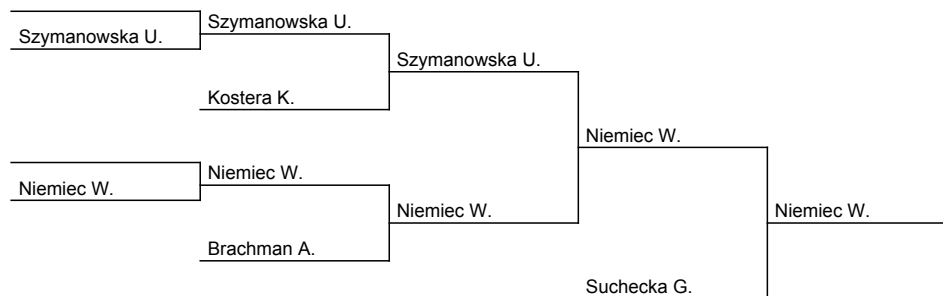 Szymanowska U.
Szymanowska U.
Szymanowska U.
Kostera K.
Niemiec W.
Niemiec W.
Niemiec W.
Niemiec W.
Niemiec W.
Brachman A.
Suchecka G.